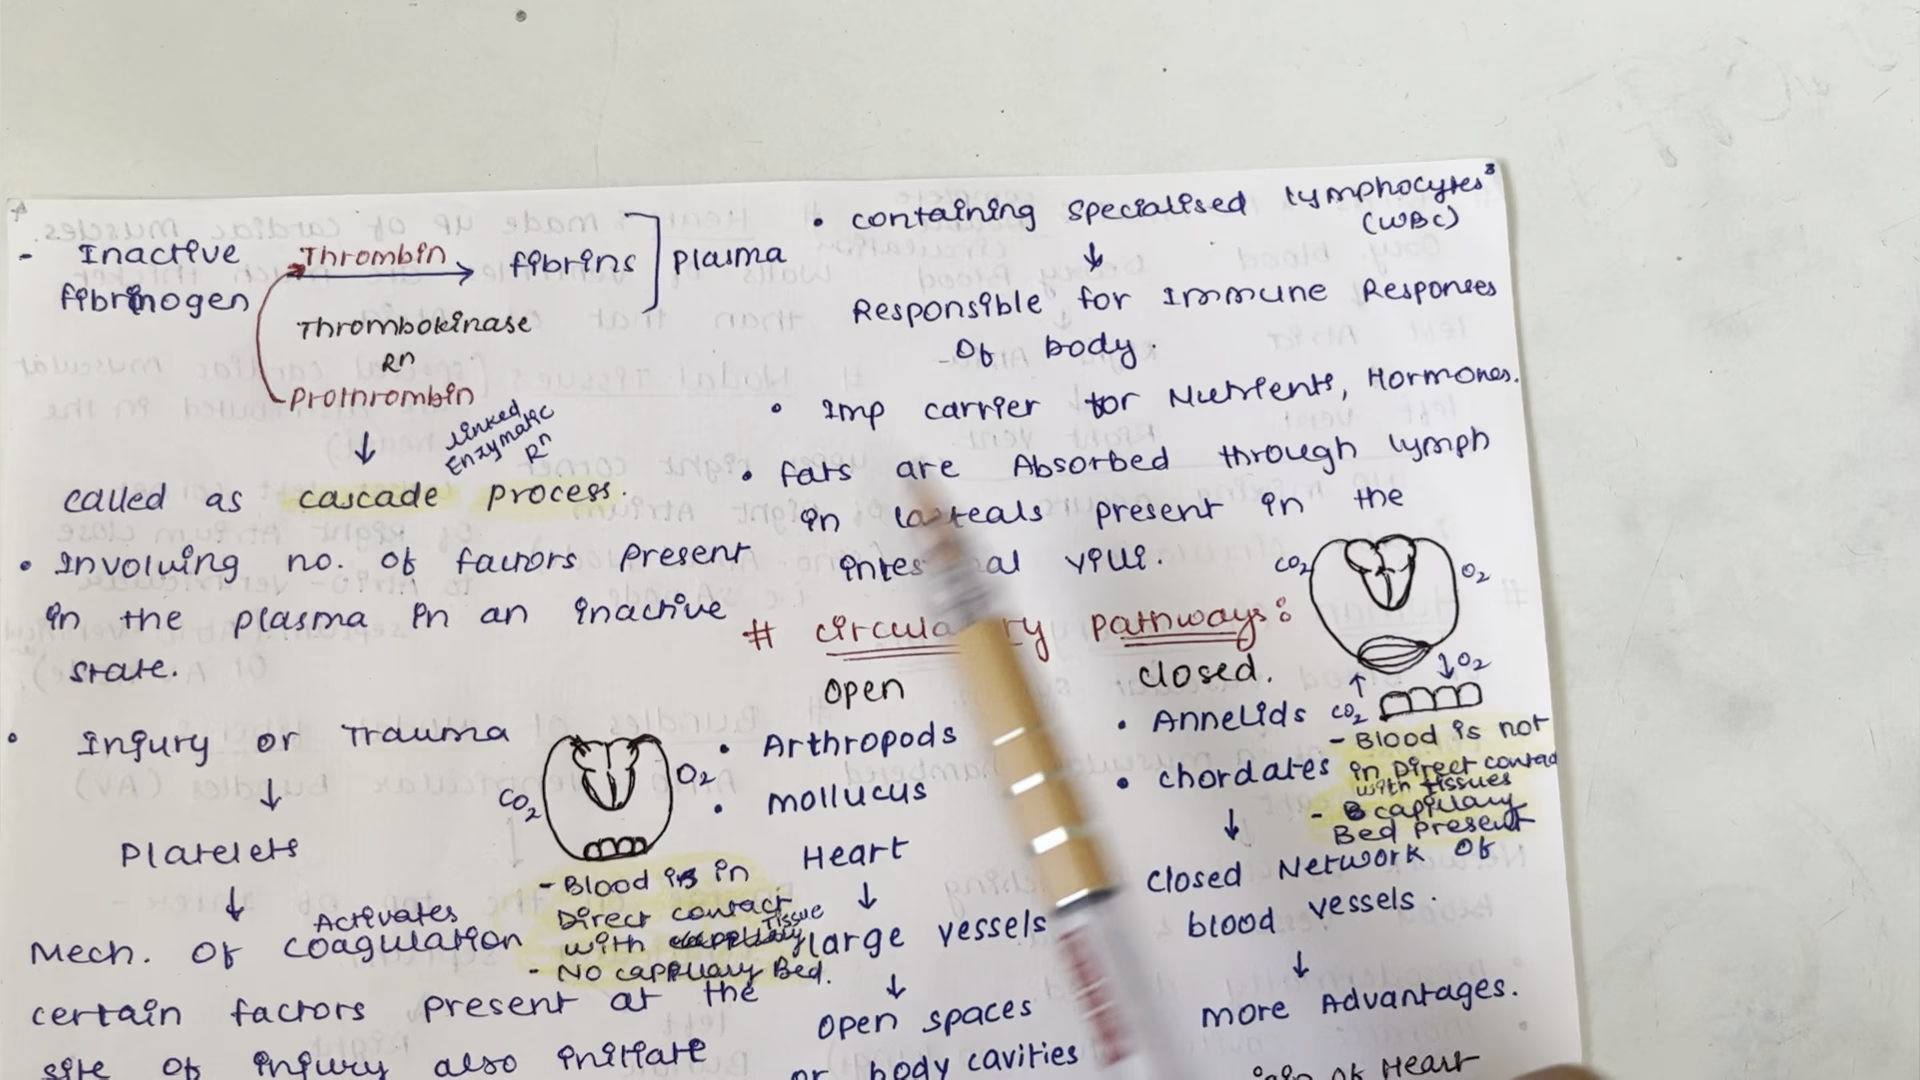 - Inactive Thrombin fibrins ] plasma
fibrinogen
Thrombokinase
Rn
Prothrombin
↓ Linked
Enzymatic
Rn
called as cascade process.
• Involving no. of factors present
in the plasma in an inactive
state.
• Injury or Trauma
↓
Platelets
↓ Activates
Mech. of coagulation
certain factors present at the
site of injury also initiate
CO2 O2
- Blood is in
Direct contact
with Tissue
- No cappilary Bed.
• containing specialised lymphocytes
(WBC)
↓
Responsible for Immune Responses
of body.
• Imp carrier for Nutrients, Hormones.
• fats are Absorbed through lymph
in lacteals present in the
villi.
# pathways:
open
• Arthropods
• mollucus
Heart
↓
large vessels
↓
open spaces
or body cavities
closed.
• Annelids
• chordates
↓
closed Network of
blood vessels.
↓
more Advantages.
of Heart
CO2 O2
↑ ↓O2
CO2
- Blood is not
in Direct contact
with tissues
- capillary
Bed present